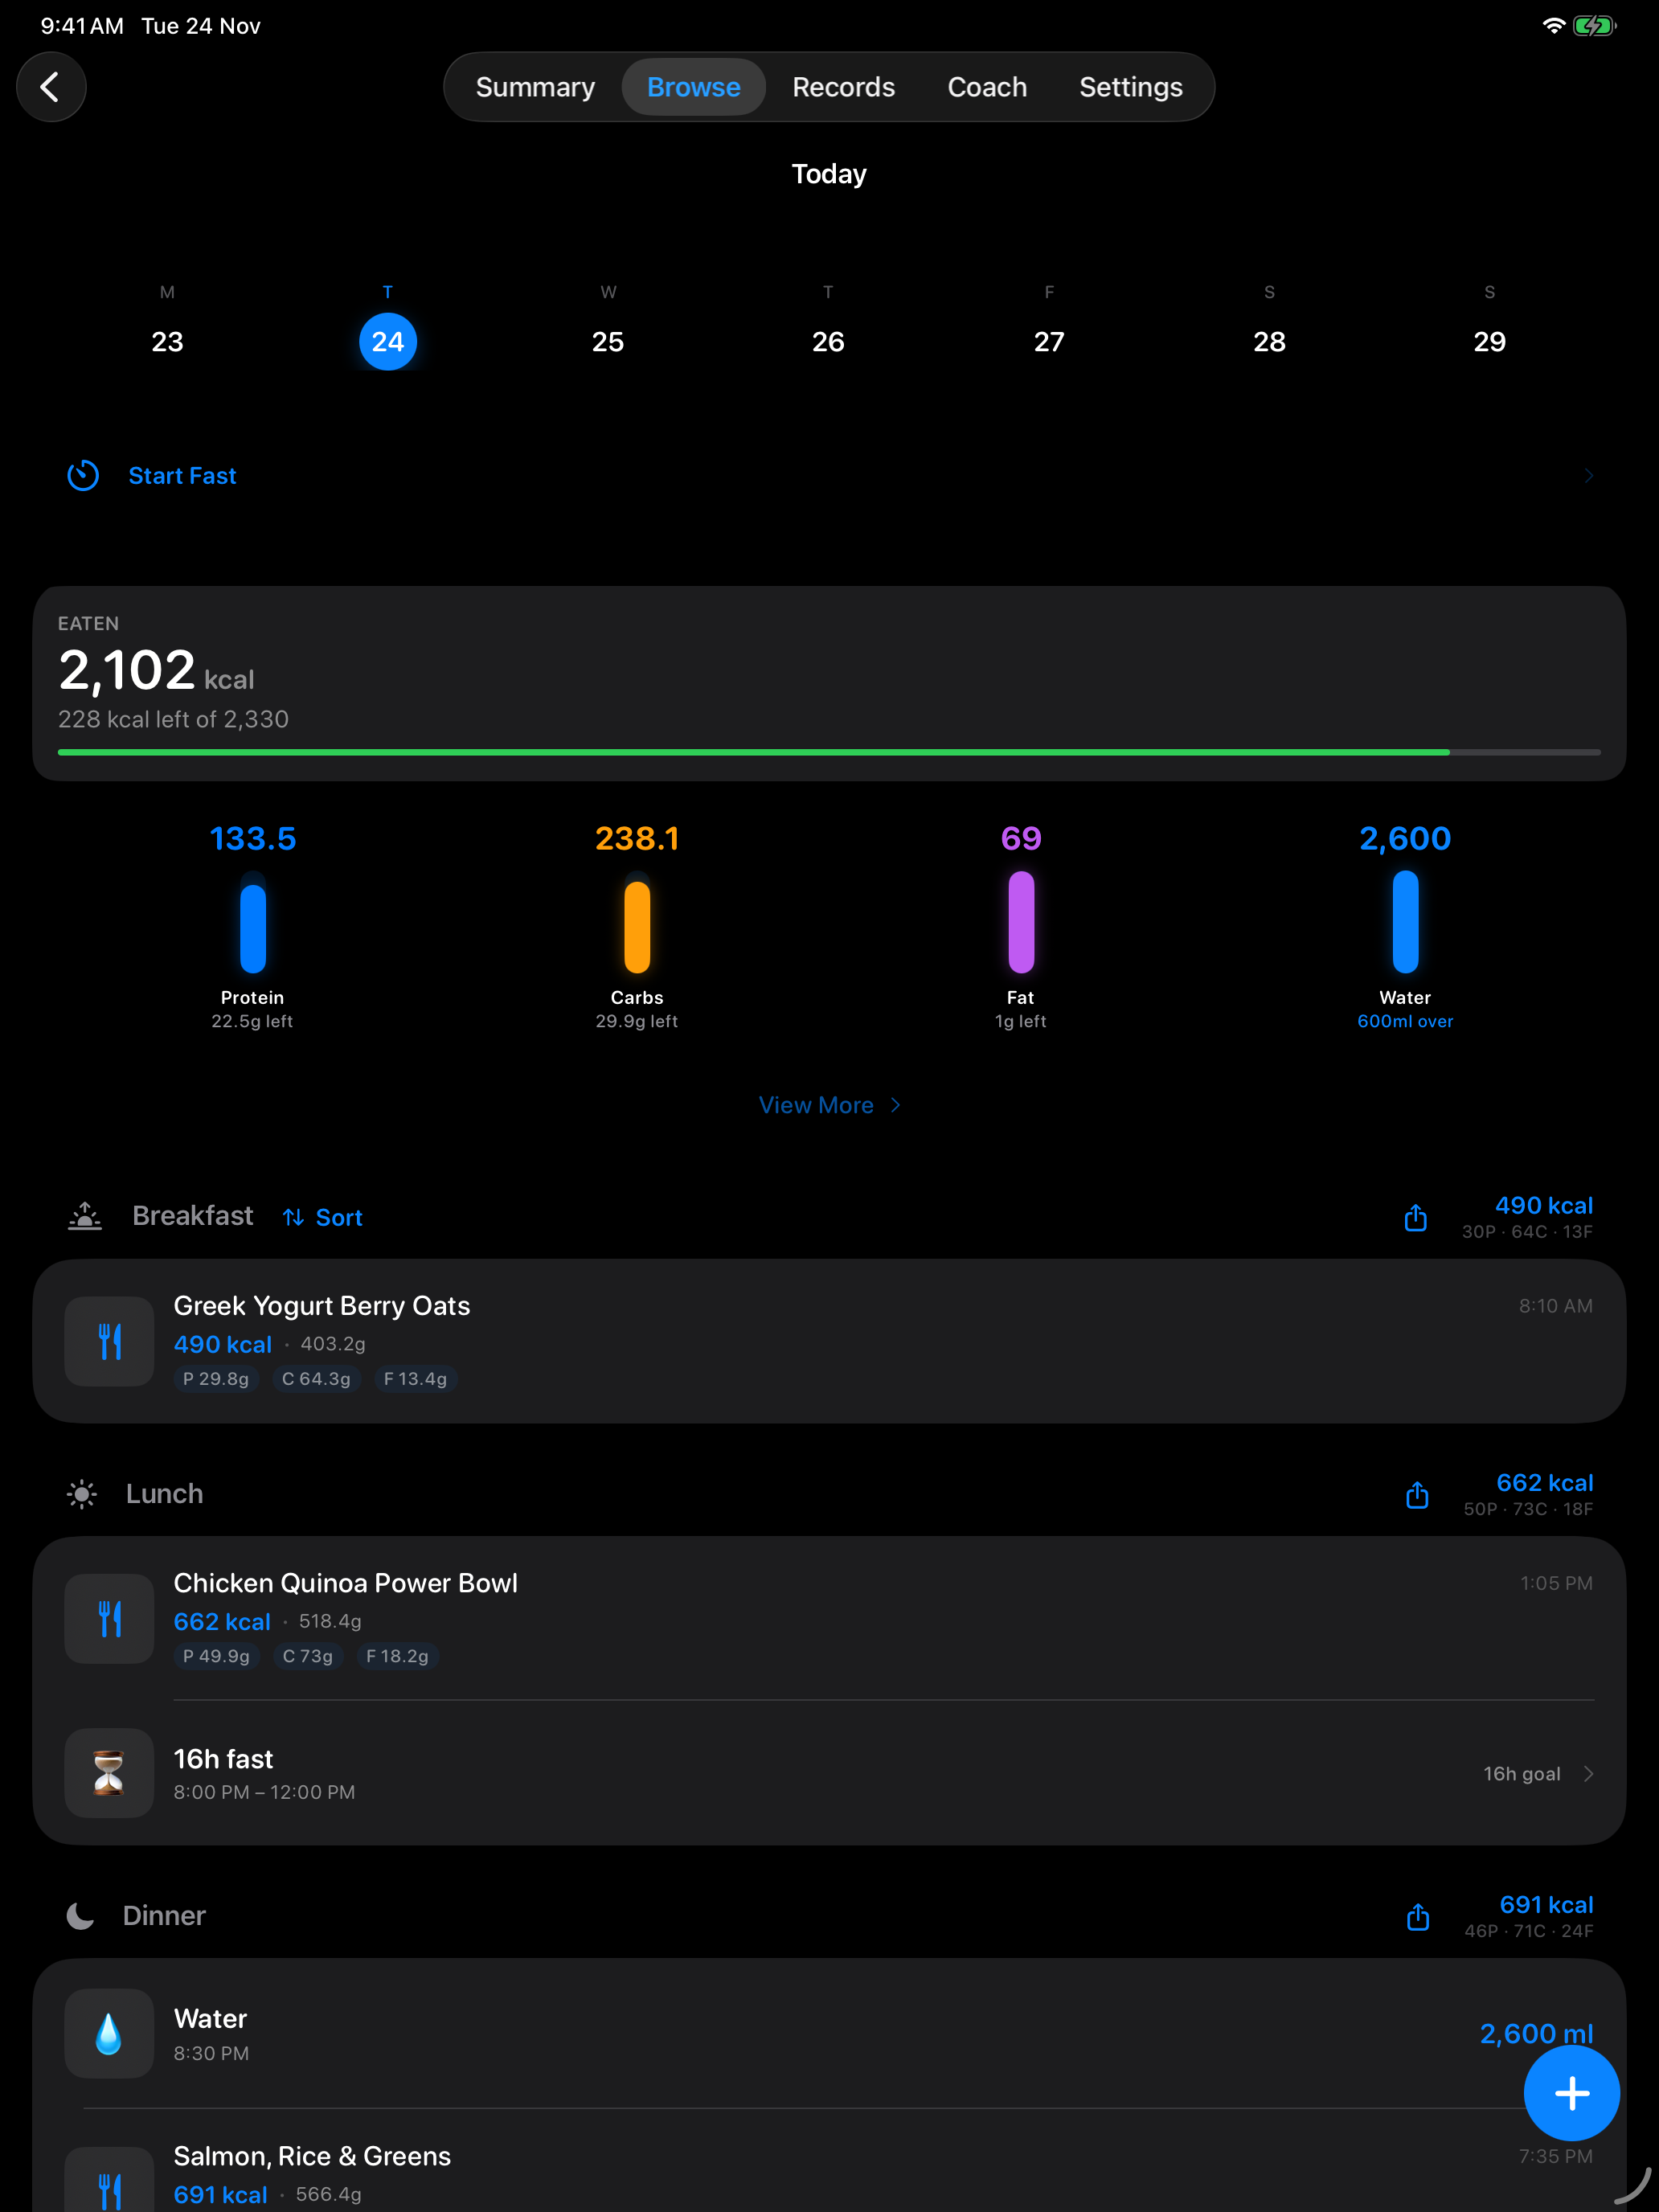 9:41 AM Tue 24 Nov
Summary Browse Records Coach Settings
Today
M T W T F S S
23 24 25 26 27 28 29
Start Fast
EATEN
2,102 kcal
228 kcal left of 2,330
133.5 238.1 69 2,600
Protein Carbs Fat Water
22.5g left 29.9g left 1g left 600ml over
View More
Breakfast Sort 490 kcal
30P · 64C · 13F
Greek Yogurt Berry Oats 8:10 AM
490 kcal · 403.2g
P 29.8g C 64.3g F 13.4g
Lunch 662 kcal
50P · 73C · 18F
Chicken Quinoa Power Bowl 1:05 PM
662 kcal · 518.4g
P 49.9g C 73g F 18.2g
16h fast
8:00 PM – 12:00 PM 16h goal
Dinner 691 kcal
46P · 71C · 24F
Water
8:30 PM 2,600 ml
Salmon, Rice & Greens 7:35 PM
691 kcal · 566.4g